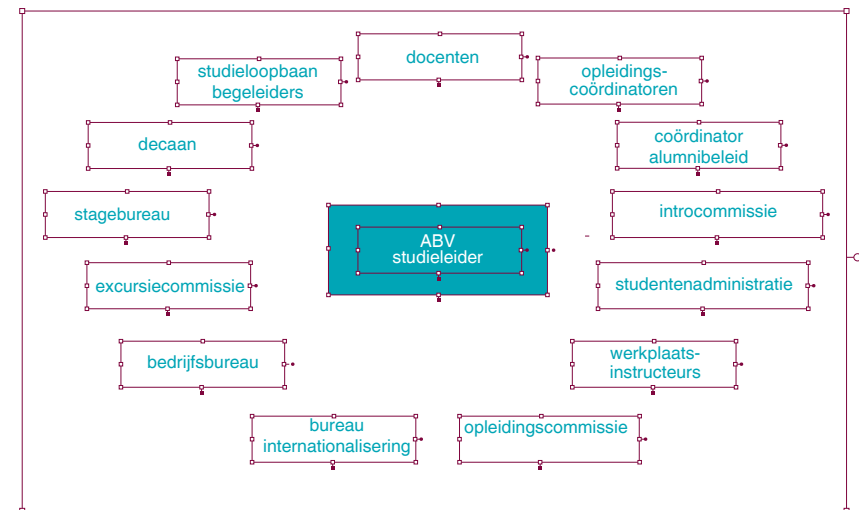 docenten
studieloopbaan
begeleiders
opleidings-
coördinatoren
decaan
coördinator
alumnibeleid
stagebureau
introcommissie
ABV
studieleider
excursiecommissie
studentenadministratie
bedrijfsbureau
werkplaats-
instructeurs
bureau
internationalisering
opleidingscommissie